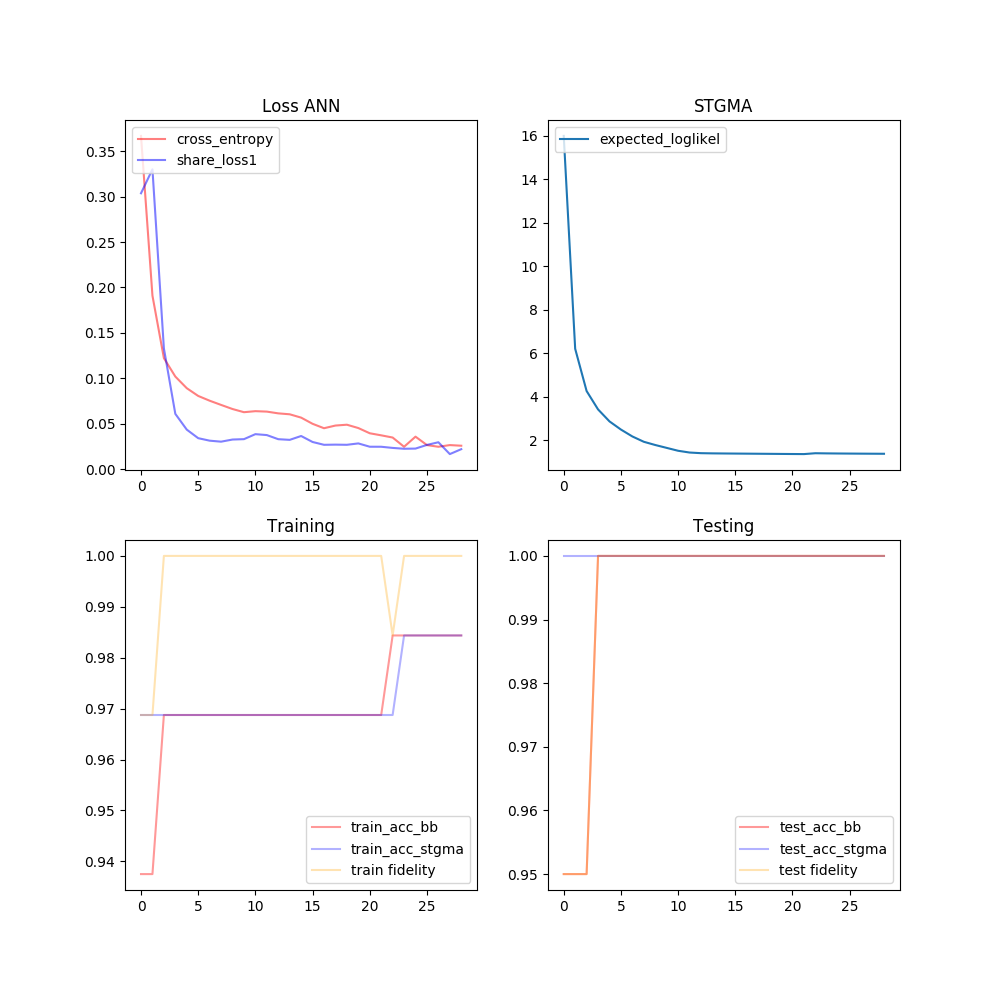 Loss ANN
cross_entropy
share_loss1
0.35
0.30
0.25
0.20
0.15
0.10
0.05
0.00
0 5 10 15 20 25
STGMA
expected_loglikel
16
14
12
10
8
6
4
2
0 5 10 15 20 25
Training
1.00
0.99
0.98
0.97
0.96
0.95
0.94
train_acc_bb
train_acc_stgma
train fidelity
0 5 10 15 20 25
Testing
1.00
0.99
0.98
0.97
0.96
0.95
test_acc_bb
test_acc_stgma
test fidelity
0 5 10 15 20 25